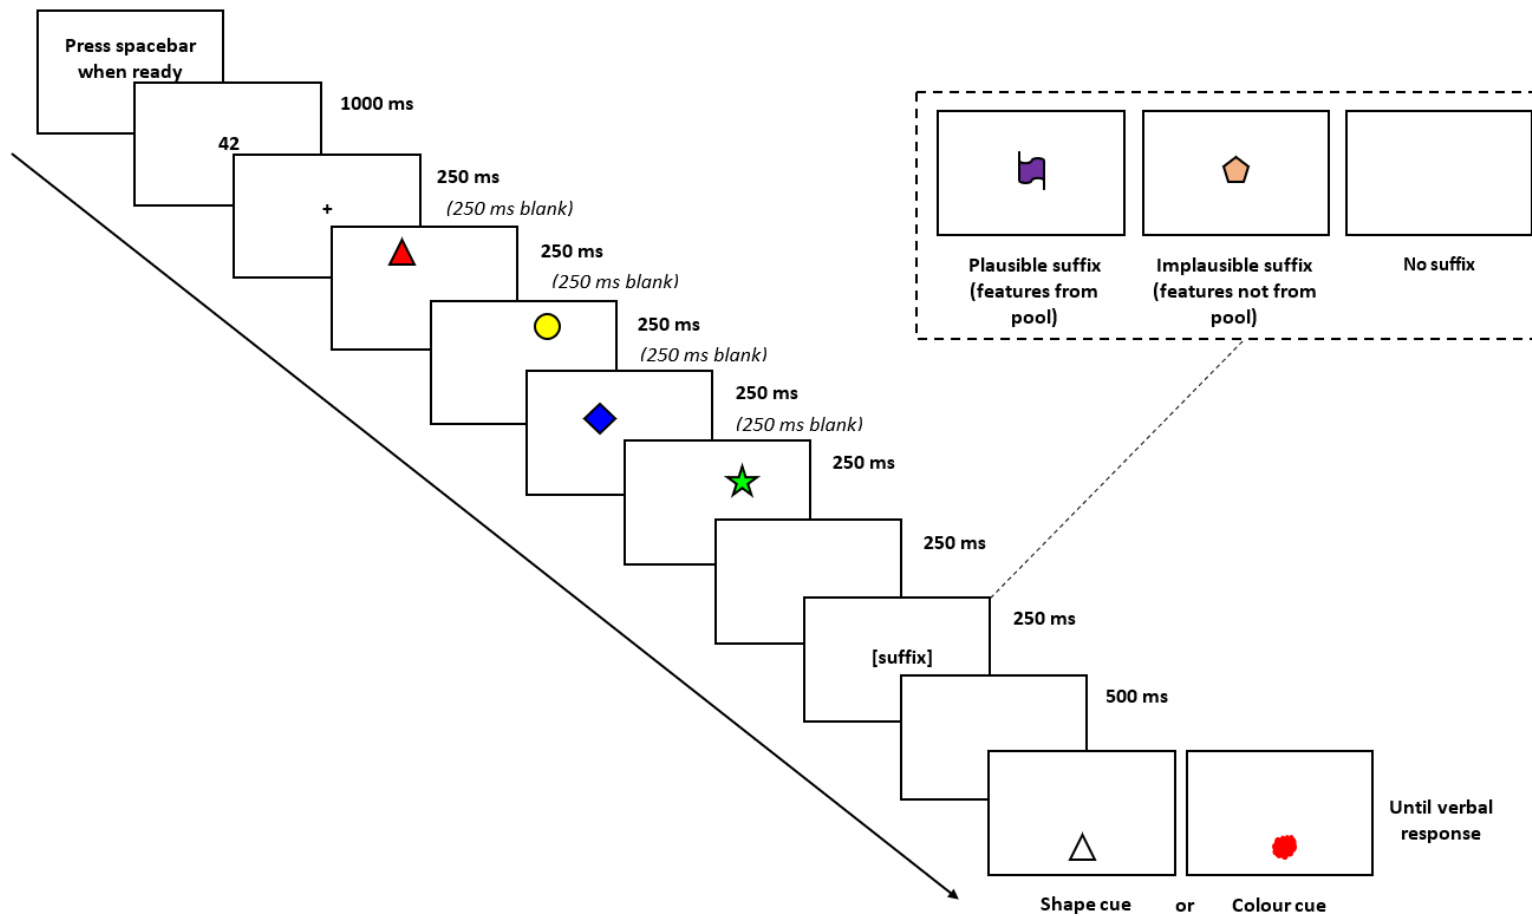 Press spacebar
when ready
1000 ms
42
250 ms
(250 ms blank)
+
250 ms
(250 ms blank)
250 ms
(250 ms blank)
250 ms
(250 ms blank)
250 ms
250 ms
250 ms
[suffix]
500 ms
Until verbal
response
Shape cue
or
Colour cue
Plausible suffix
(features from
pool)
Implausible suffix
(features not from
pool)
No suffix